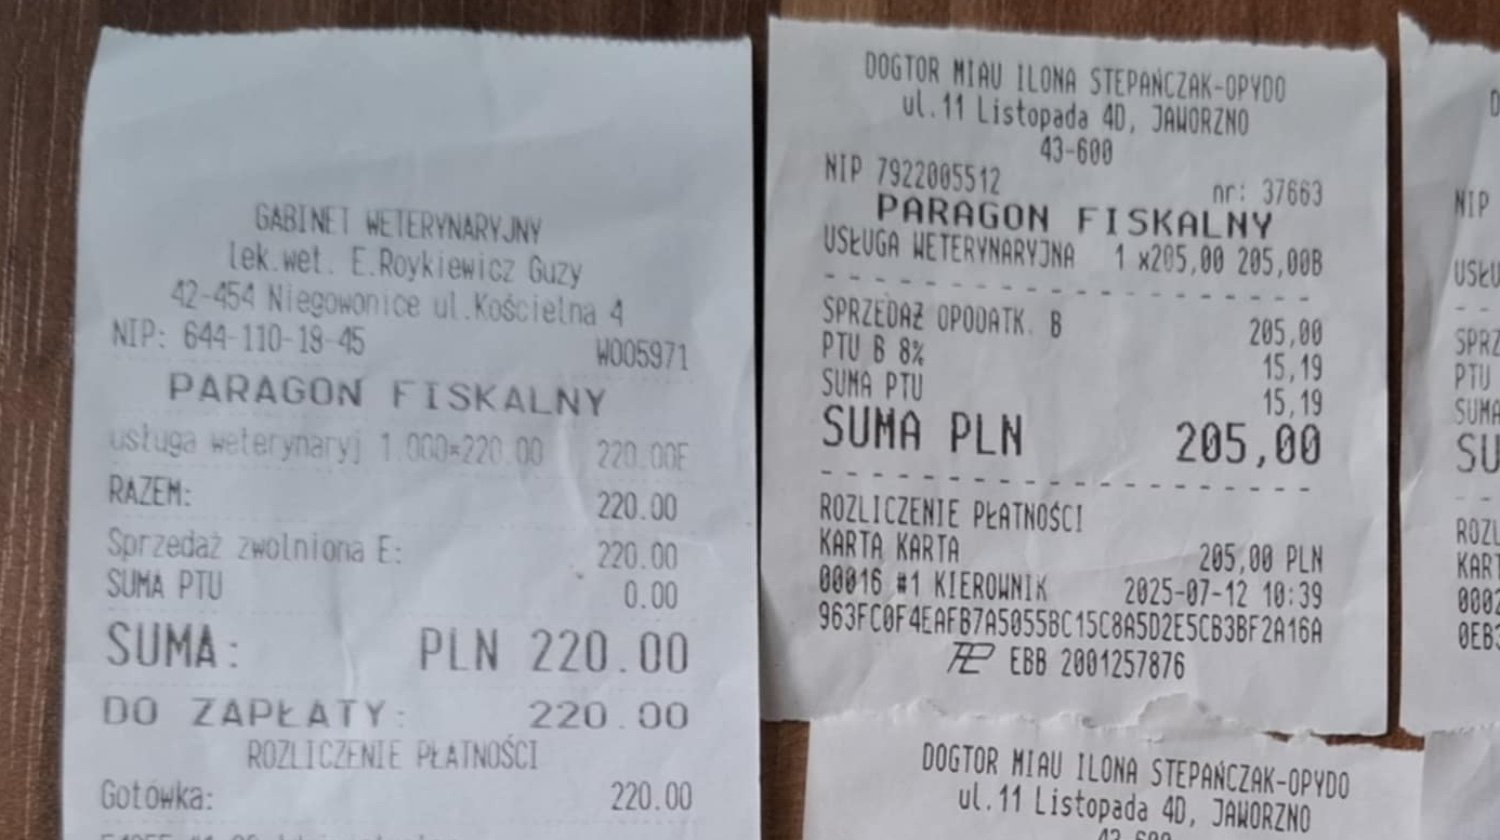 GABINET WETERYNARYJNY
lek.wet. E.Roykiewicz Guzy
42-454 Niegowonice ul.Kościelna 4
NIP: 644-110-19-45 W005971
PARAGON FISKALNY
usługa weterynaryj 1.000×220.00 220.00E
RAZEM: 220.00
Sprzedaż zwolniona E: 220.00
SUMA PTU 0.00
SUMA: PLN 220.00
DO ZAPŁATY: 220.00
ROZLICZENIE PŁATNOŚCI
Gotówka: 220.00
DOGTOR MIAU ILONA STEPAŃCZAK-OPYDO
ul.11 Listopada 4D, JAWORZNO
43-600
NIP 7922005512 nr: 37663
PARAGON FISKALNY
USŁUGA WETERYNARYJNA 1 x205,00 205,00B
SPRZEDAŻ OPODATK. B 205,00
PTU B 8% 15,19
SUMA PTU 15,19
SUMA PLN 205,00
ROZLICZENIE PŁATNOŚCI
KARTA KARTA 205,00 PLN
00016 #1 KIEROWNIK 2025-07-12 10:39
963FC0F4EAFB7A5055BC15C8A5D2E5CB3BF2A16A
EBB 2001257876
DOGTOR MIAU ILONA STEPAŃCZAK-OPYDO
ul.11 Listopada 4D, JAWORZNO
NIP
PTU